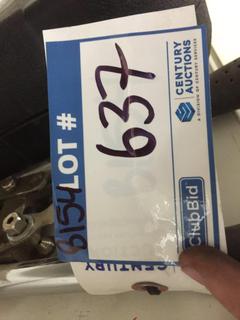 LOT #
637
8154
CENTURY
AUCTIONS
A DIVISION OF CENTURY SERVICES
ClubBid
CENTURY